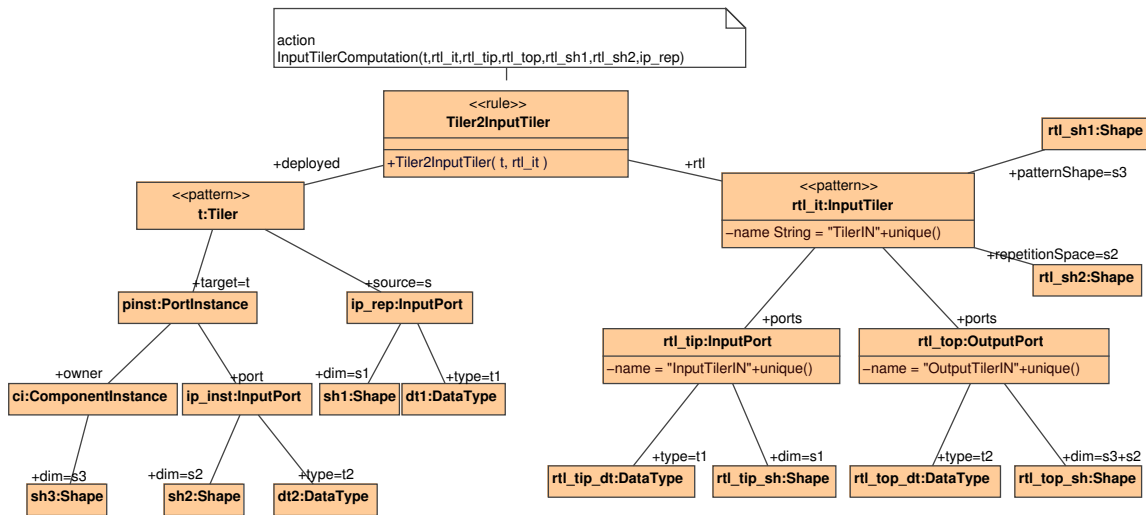 action
InputTilerComputation(t,rtl_it,rtl_tip,rtl_top,rtl_sh1,rtl_sh2,ip_rep)
<<rule>>
Tiler2InputTiler
+Tiler2InputTiler( t, rtl_it )
+deployed
+rtl
rtl_sh1:Shape
+patternShape=s3
<<pattern>>
t:Tiler
<<pattern>>
rtl_it:InputTiler
−name String = "TilerIN"+unique()
+repetitionSpace=s2
rtl_sh2:Shape
+target=t
+source=s
pinst:PortInstance
ip_rep:InputPort
+ports
+ports
rtl_tip:InputPort
−name = "InputTilerIN"+unique()
rtl_top:OutputPort
−name = "OutputTilerIN"+unique()
+owner
+port
+dim=s1
+type=t1
ci:ComponentInstance
ip_inst:InputPort
sh1:Shape
dt1:DataType
+dim=s3
+dim=s2
+type=t2
sh3:Shape
sh2:Shape
dt2:DataType
+type=t1
+dim=s1
+type=t2
+dim=s3+s2
rtl_tip_dt:DataType
rtl_tip_sh:Shape
rtl_top_dt:DataType
rtl_top_sh:Shape